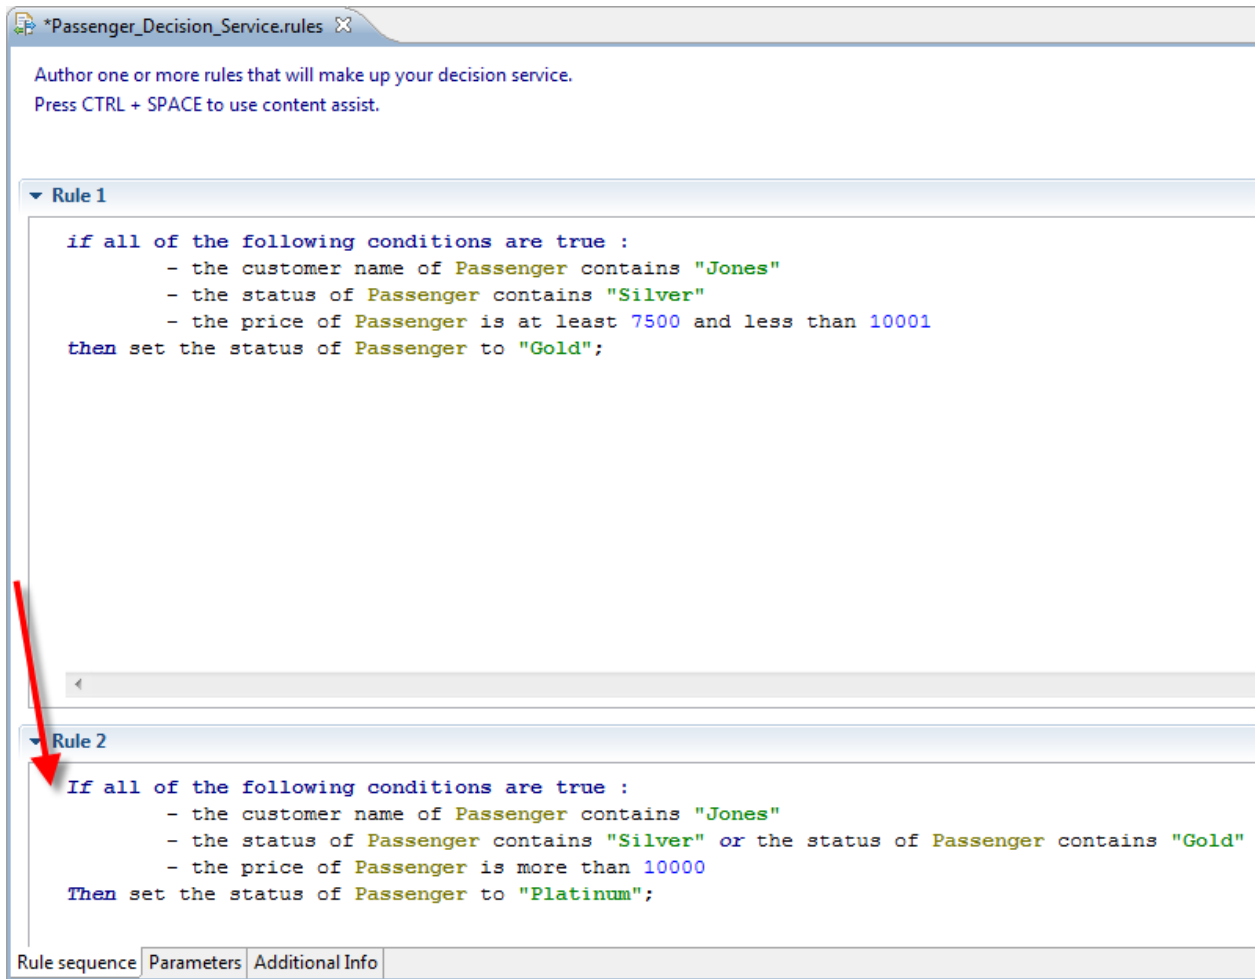 *Passenger_Decision_Service.rules
Author one or more rules that will make up your decision service.
Press CTRL + SPACE to use content assist.
Rule 1
if all of the following conditions are true :
- the customer name of Passenger contains "Jones"
- the status of Passenger contains "Silver"
- the price of Passenger is at least 7500 and less than 10001
then set the status of Passenger to "Gold";
Rule 2
If all of the following conditions are true :
- the customer name of Passenger contains "Jones"
- the status of Passenger contains "Silver" or the status of Passenger contains "Gold"
- the price of Passenger is more than 10000
Then set the status of Passenger to "Platinum";
Rule sequence Parameters Additional Info